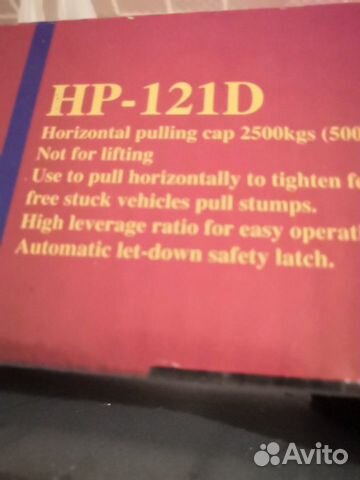 HP-121D
Horizontal pulling cap 2500kgs (500
Not for lifting
Use to pull horizontally to tighten fe
free stuck vehicles pull stumps.
High leverage ratio for easy operati
Automatic let-down safety latch.
Avito